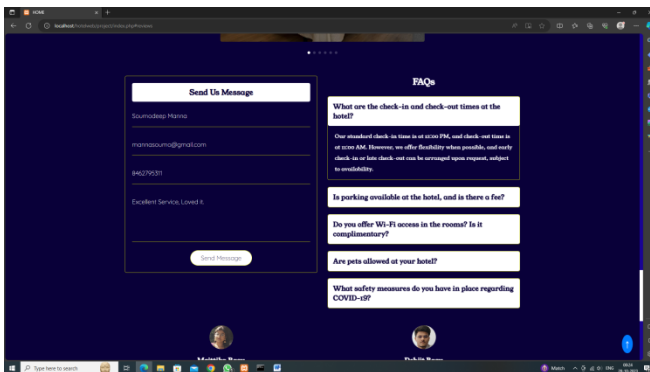 HOME
localhost/hotelweb/project/index.php#review
Send Us Message
Soumodeep Manna
mannasoumo@gmail.com
8462795311
Excellent Service, Loved it.
Send Message
FAQs
What are the check-in and check-out times at the
hotel?
Our standard check-in time is at 12:00 PM, and check-out time is
at 11:00 AM. However, we offer flexibility when possible, and early
check-in or late check-out can be arranged upon request, subject
to availability.
Is parking available at the hotel, and is there a fee?
Do you offer Wi-Fi access in the rooms? Is it
complimentary?
Are pets allowed at your hotel?
What safety measures do you have in place regarding
COVID-19?
Type here to search
ENG